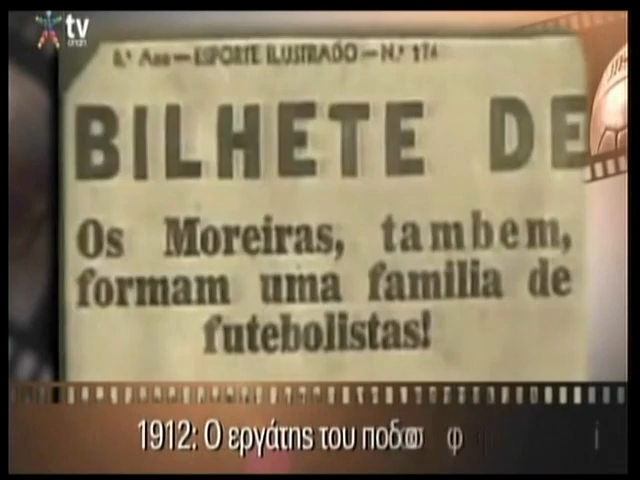 tv
6.º Ano — ESPORTE ILUSTRADO — N.º 174
BILHETE DE
Os Moreiras, tambem,
formam uma familia de
futebolistas!
1912: Ο εργάτης του